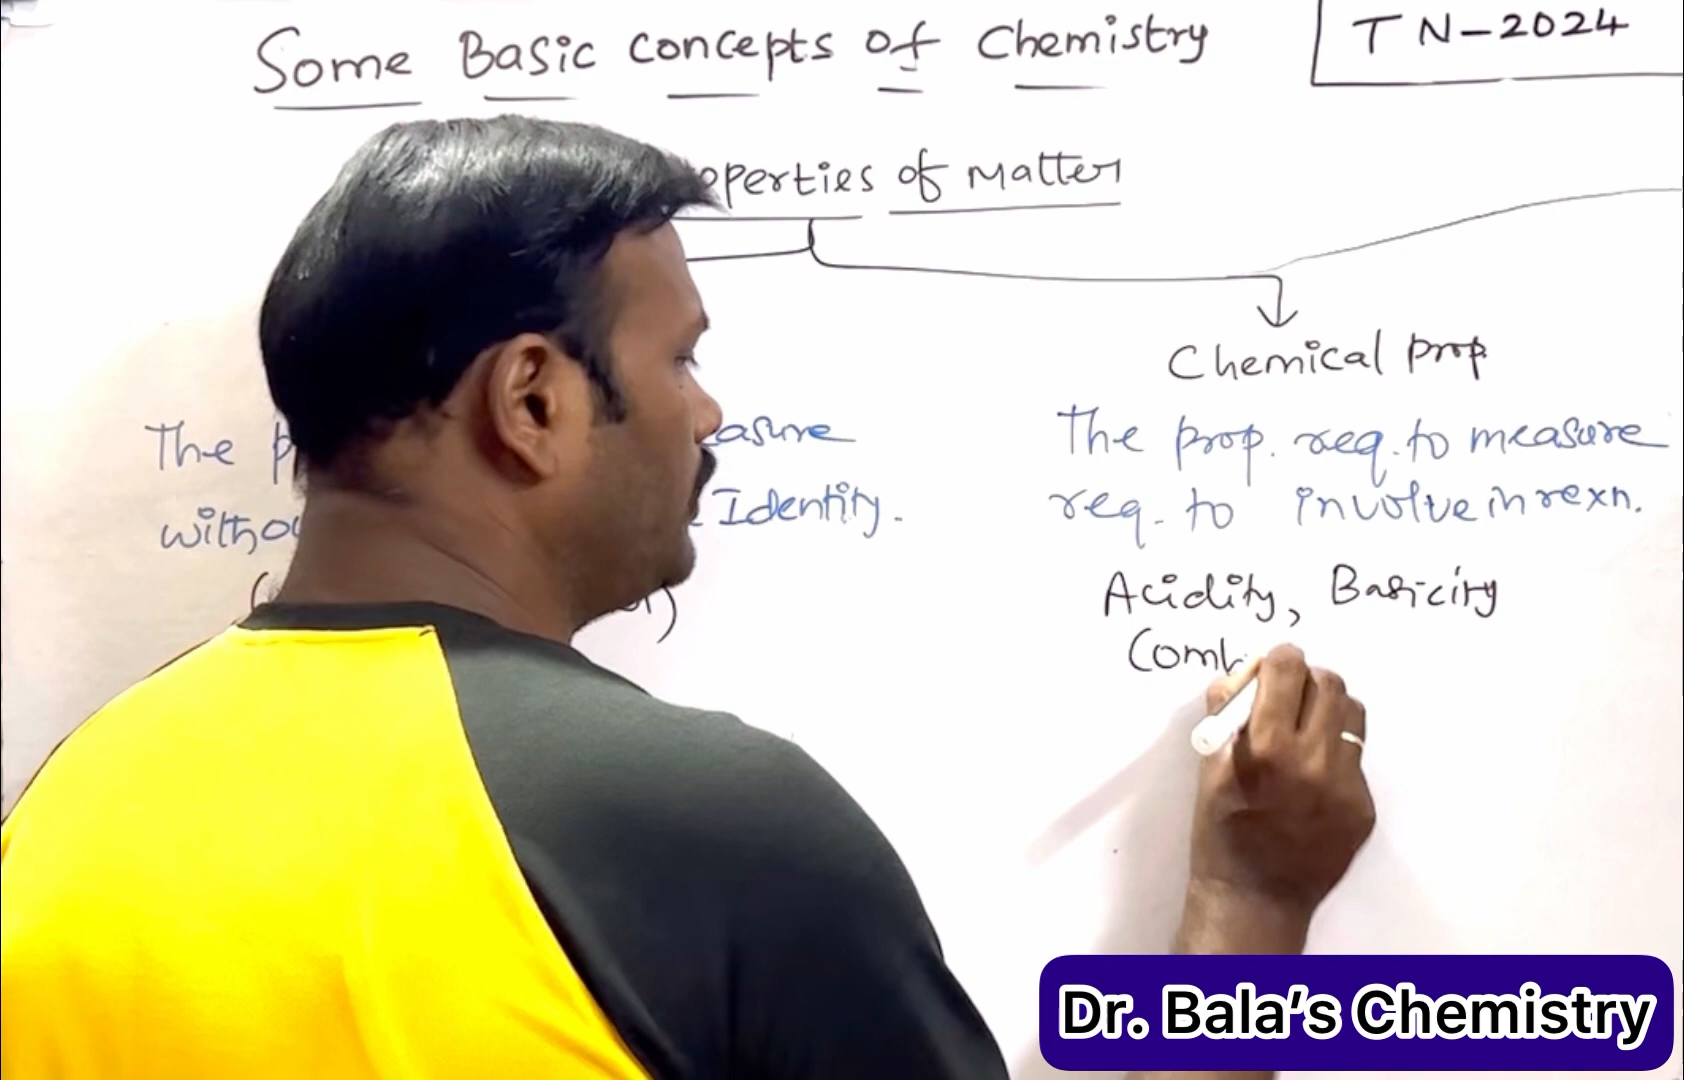 Some Basic concepts of Chemistry
TN-2024
operties of Matter
Chemical prop.
The asure
withou Identity.
The prop. req. to measure
req. to involve in rexn.
Acidity, Basicity
Comb
Dr. Bala's Chemistry